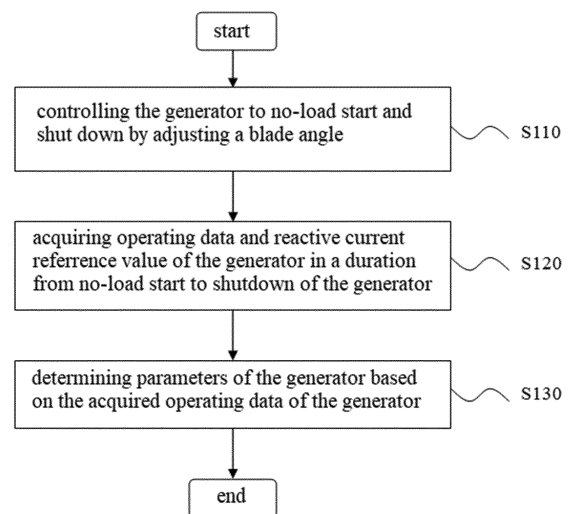 start
controlling the generator to no-load start and
shut down by adjusting a blade angle
S110
acquiring operating data and reactive current
referrence value of the generator in a duration
from no-load start to shutdown of the generator
S120
determining parameters of the generator based
on the acquired operating data of the generator
S130
end